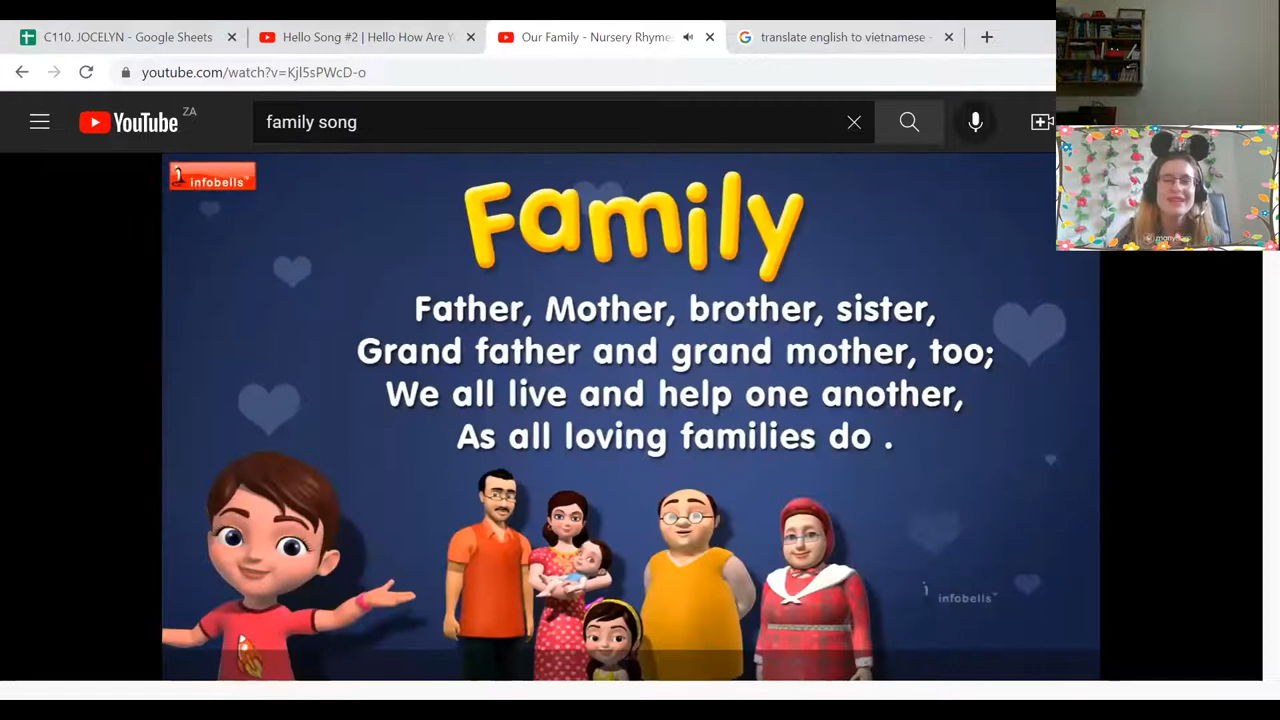 C110. JOCELYN - Google Sheets
Hello Song #2 | Hello How Are Y
Our Family - Nursery Rhyme
translate english to vietnamese -
youtube.com/watch?v=Kjl5sPWcD-o
YouTube ZA
family song
infobells™
Family
Father, Mother, brother, sister,
Grand father and grand mother, too;
We all live and help one another,
As all loving families do .
infobells™